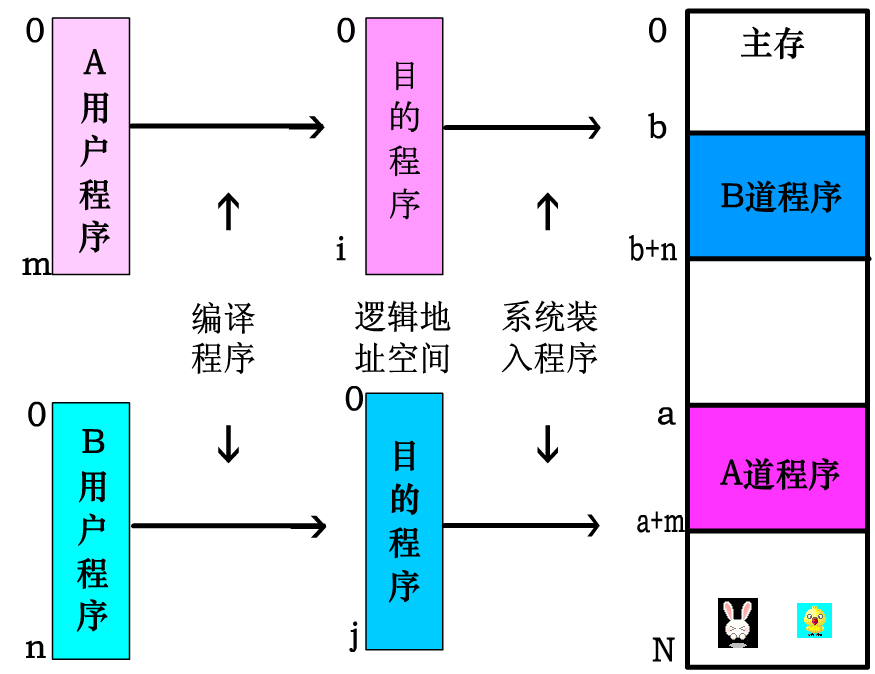 0
A
用
户
程
序
m
0
目
的
程
序
i
0
主存
b
B道程序
b+n
a
A道程序
a+m
N
编译
程序
逻辑地
址空间
系统装
入程序
0
B
用
户
程
序
n
0
目
的
程
序
j